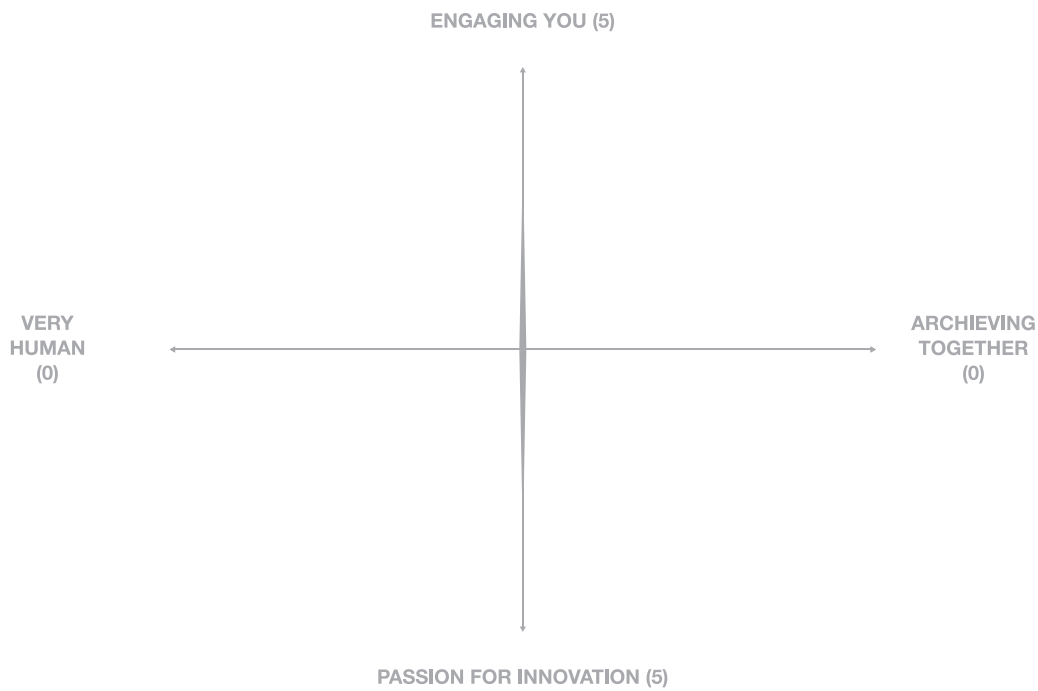 ENGAGING YOU (5)
VERY
HUMAN
(0)
ARCHIEVING
TOGETHER
(0)
PASSION FOR INNOVATION (5)